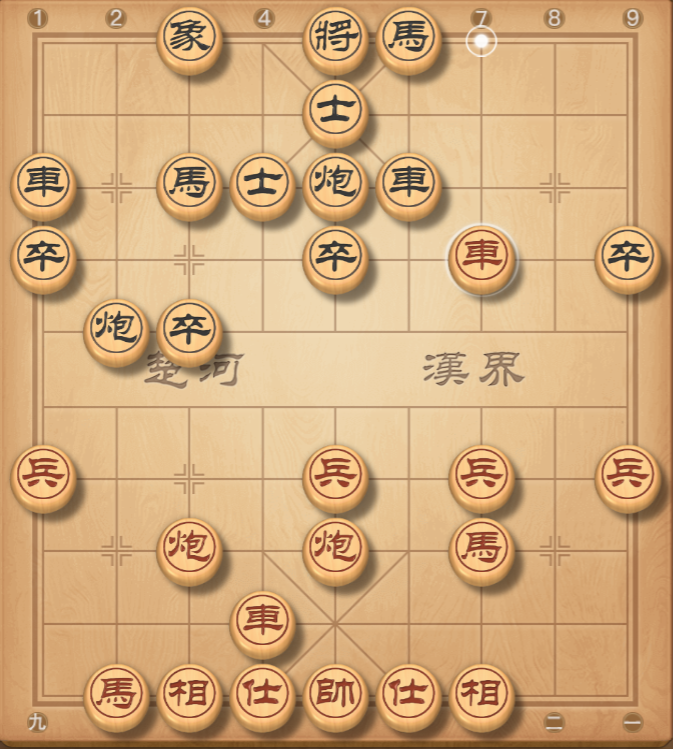 1 2 4 7 8 9
象 將 馬
士
車 馬 士 炮 車
卒 卒 車 卒
炮 卒
楚河 漢界
兵 兵 兵 兵
炮 炮 馬
車
馬 相 仕 帥 仕 相
九 二 一